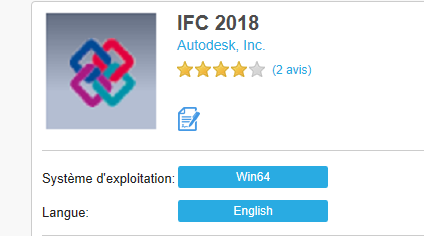 IFC 2018
Autodesk, Inc.
(2 avis)
Système d'exploitation: Win64
Langue: English